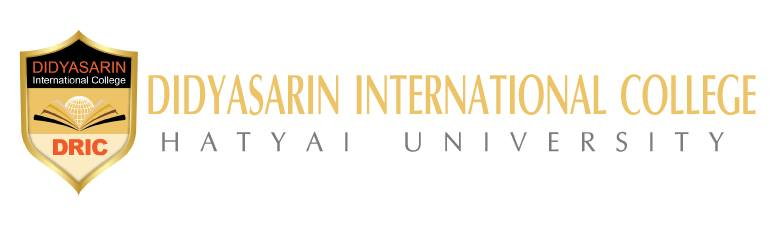 DIDYASARIN
International College
DRIC
DIDYASARIN INTERNATIONAL COLLEGE
HATYAI UNIVERSITY